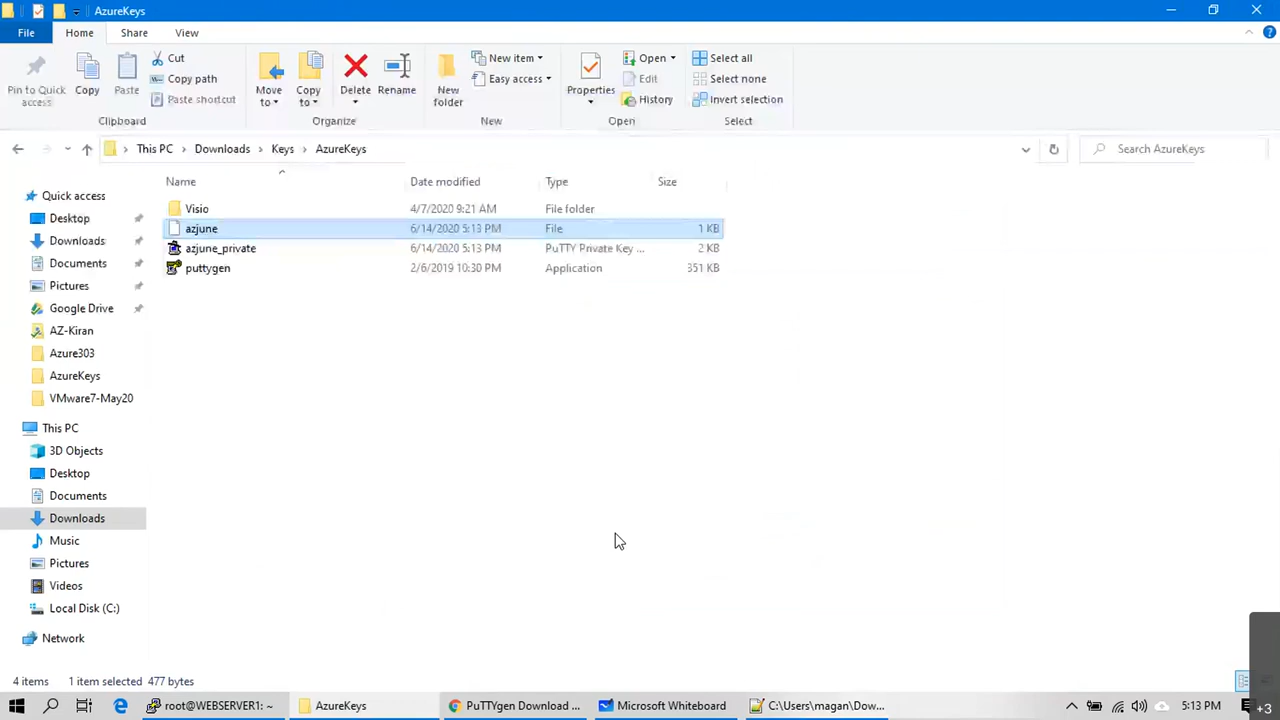 AzureKeys
File Home Share View
Pin to Quick access
Copy
Paste
Cut
Copy path
Paste shortcut
Move to
Copy to
Delete
Rename
New folder
New item
Easy access
Properties
Open
Edit
History
Select all
Select none
Invert selection
Clipboard Organize New Open Select
This PC > Downloads > Keys > AzureKeys
Search AzureKeys
Name Date modified Type Size
Visio 4/7/2020 9:21 AM File folder
azjune 6/14/2020 5:13 PM File 1 KB
azjune_private 6/14/2020 5:13 PM PuTTY Private Key ... 2 KB
puttygen 2/6/2019 10:30 PM Application 351 KB
Quick access
Desktop
Downloads
Documents
Pictures
Google Drive
AZ-Kiran
Azure303
AzureKeys
VMware7-May20
This PC
3D Objects
Desktop
Documents
Downloads
Music
Pictures
Videos
Local Disk (C:)
Network
4 items 1 item selected 477 bytes
root@WEBSERVER1: ~
AzureKeys
PuTTYgen Download ...
Microsoft Whiteboard
C:\Users\magan\Dow...
5:13 PM
+3